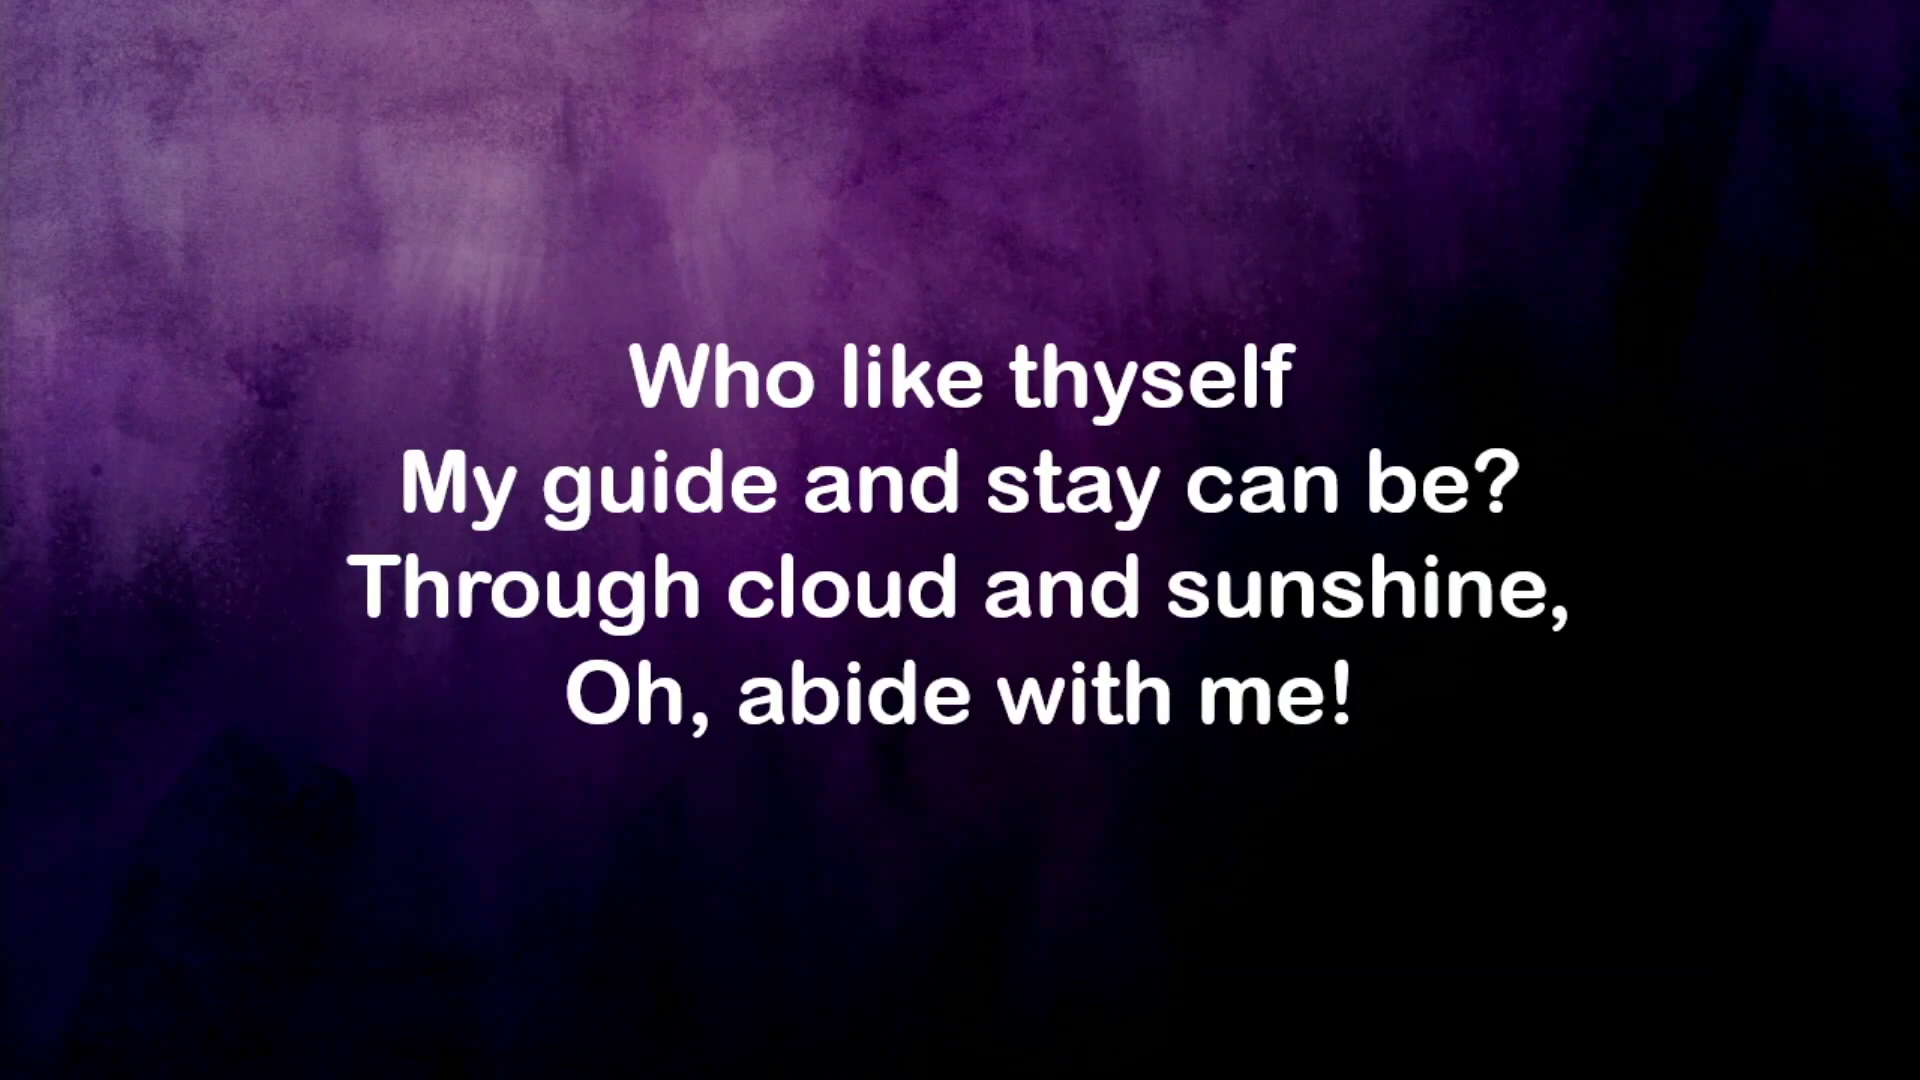 Who like thyself
My guide and stay can be?
Through cloud and sunshine,
Oh, abide with me!